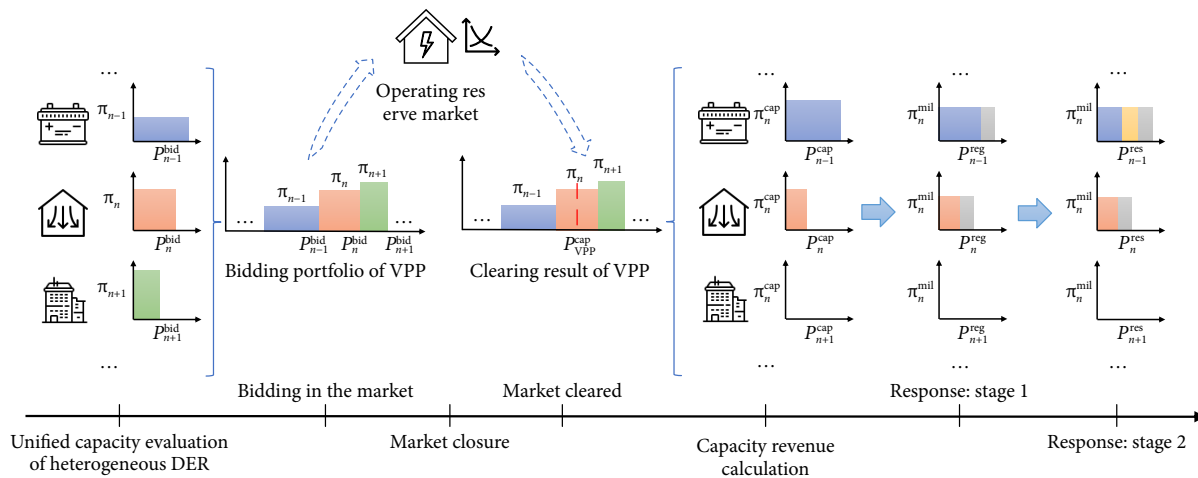 ...
π_{n−1}
P^{bid}_{n−1}
π_n
P^{bid}_n
π_{n+1}
P^{bid}_{n+1}
...
...
π_{n−1}
π_n
π_{n+1}
P^{bid}_{n−1}
P^{bid}_n
P^{bid}_{n+1}
...
Bidding portfolio of VPP
Operating res
erve market
...
π_{n−1}
π_n
π_{n+1}
...
P^{cap}_{VPP}
Clearing result of VPP
...
π^{cap}_n
P^{cap}_{n−1}
π^{cap}_n
P^{cap}_n
π^{cap}_n
P^{cap}_{n+1}
...
...
π^{mil}_n
P^{reg}_{n−1}
π^{mil}_n
P^{reg}_n
π^{mil}_n
P^{reg}_{n+1}
...
...
π^{mil}_n
P^{res}_{n−1}
π^{mil}_n
P^{res}_n
π^{mil}_n
P^{res}_{n+1}
...
Bidding in the market
Market cleared
Response: stage 1
Unified capacity evaluation
of heterogeneous DER
Market closure
Capacity revenue
calculation
Response: stage 2